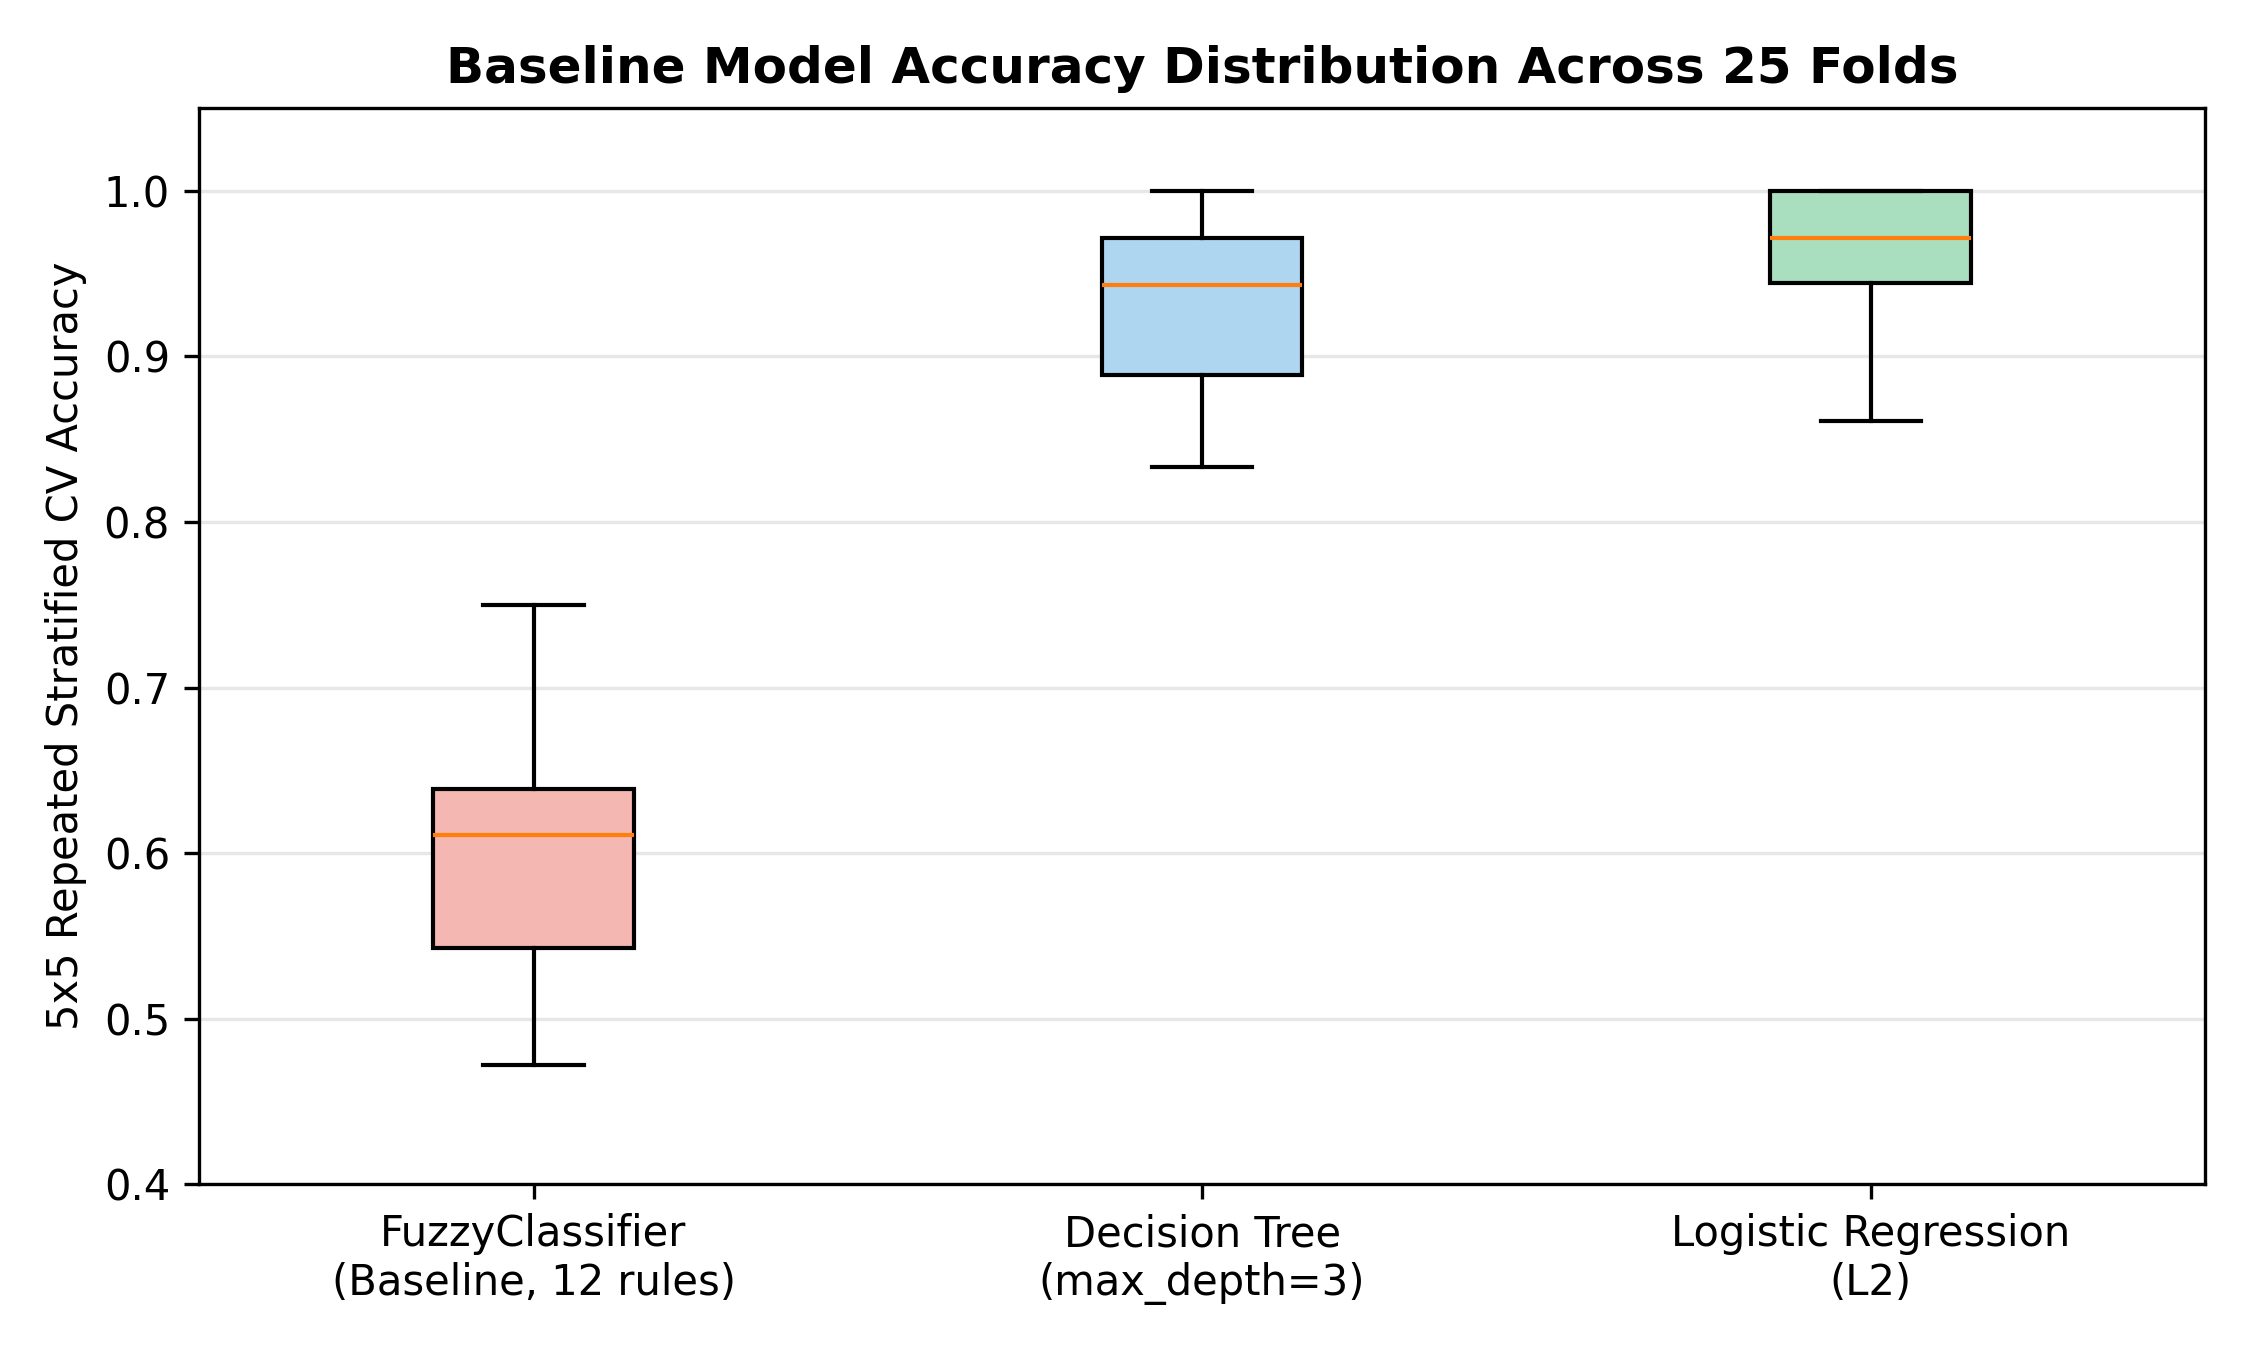 Baseline Model Accuracy Distribution Across 25 Folds
5x5 Repeated Stratified CV Accuracy
1.0
0.9
0.8
0.7
0.6
0.5
0.4
FuzzyClassifier
(Baseline, 12 rules)
Decision Tree
(max_depth=3)
Logistic Regression
(L2)